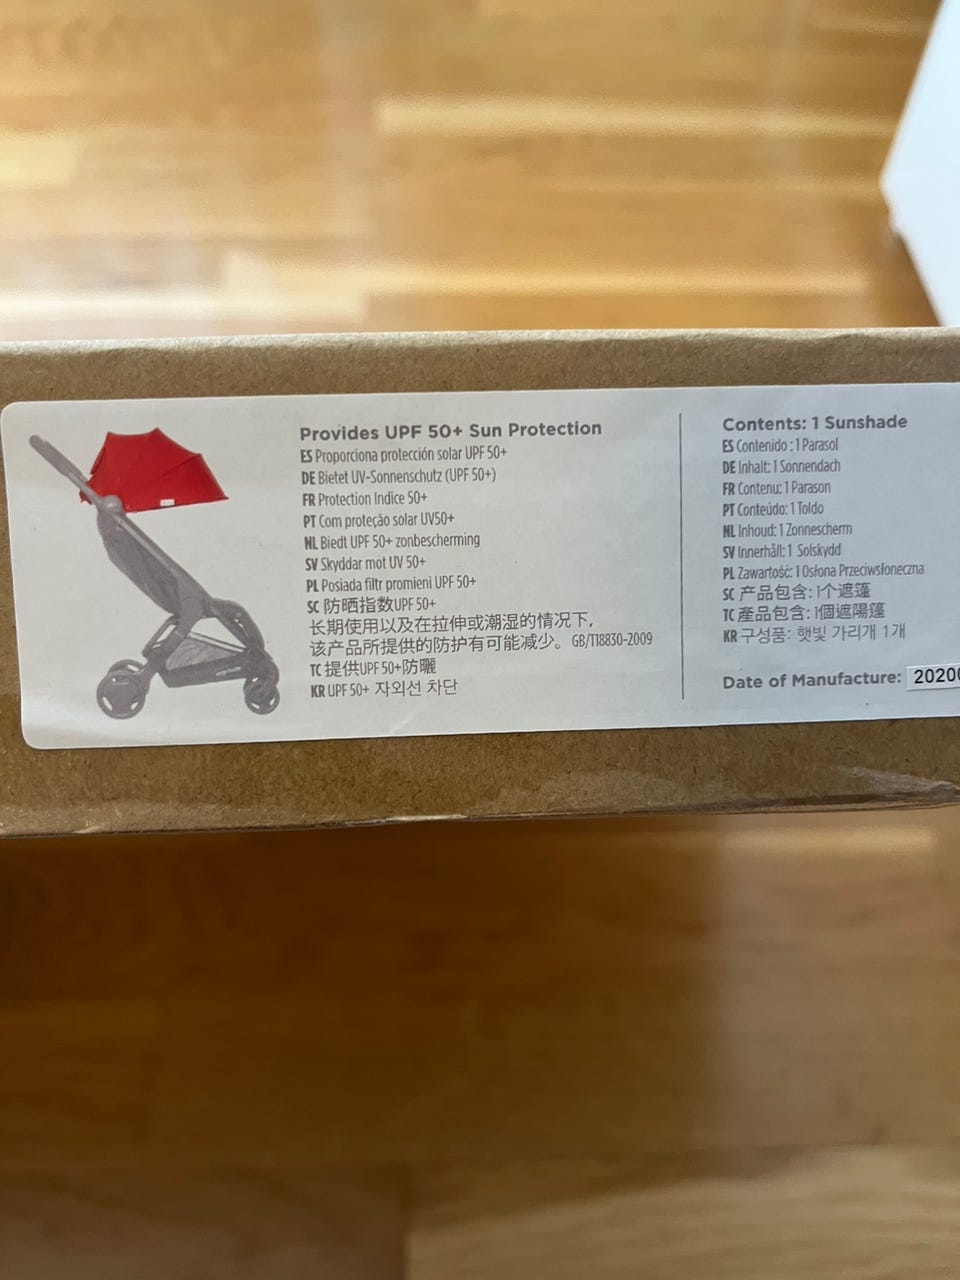 Provides UPF 50+ Sun Protection
ES Proporciona protección solar UPF 50+
DE Bietet UV-Sonnenschutz (UPF 50+)
FR Protection Indice 50+
PT Com proteção solar UV50+
NL Biedt UPF 50+ zonbescherming
SV Skyddar mot UV 50+
PL Posiada filtr promieni UPF 50+
SC 防晒指数UPF 50+
长期使用以及在拉伸或潮湿的情况下，
该产品所提供的防护有可能减少。GB/T18830-2009
TC 提供UPF 50+防曬
KR UPF 50+ 자외선 차단
Contents: 1 Sunshade
ES Contenido : 1 Parasol
DE Inhalt: 1 Sonnendach
FR Contenu: 1 Parason
PT Conteúdo: 1 Toldo
NL Inhoud: 1 Zonnescherm
SV Innerhåll: 1 Solskydd
PL Zawartość: 1 Osłona Przeciwsłoneczna
SC 产品包含: 1个遮篷
TC 產品包含: 1個遮陽篷
KR 구성품: 햇빛 가리개 1개
Date of Manufacture: 20200